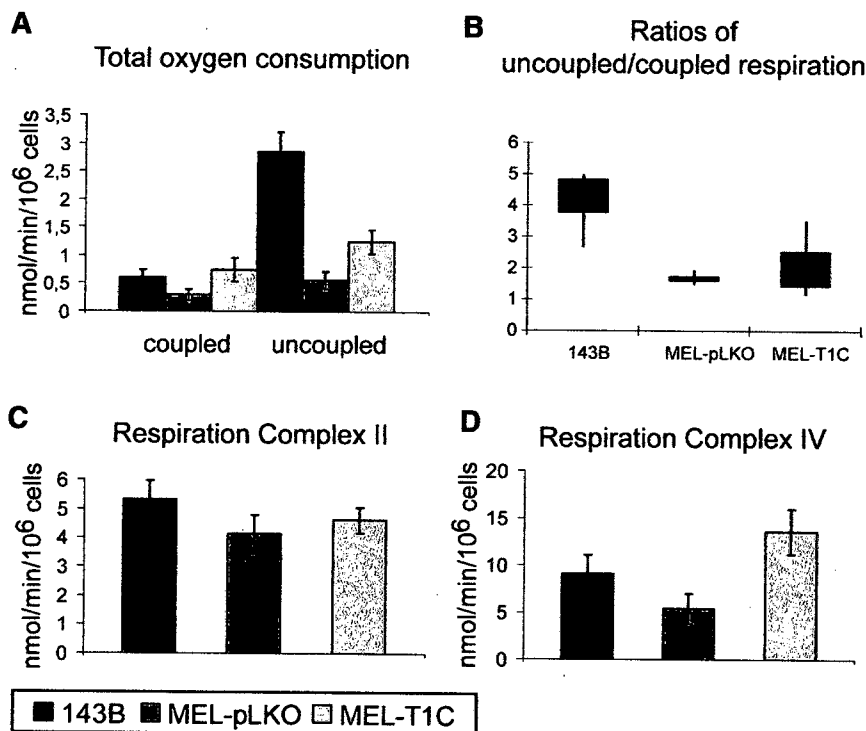 A
Total oxygen consumption
nmol/min/10⁶ cells
3,5
3
2,5
2
1,5
1
0,5
0
coupled
uncoupled
B
Ratios of
uncoupled/coupled respiration
6
5
4
3
2
1
0
143B
MEL-pLKO
MEL-T1C
C
Respiration Complex II
nmol/min/10⁶ cells
6
5
4
3
2
1
0
D
Respiration Complex IV
nmol/min/10⁶ cells
20
15
10
5
0
143B MEL-pLKO MEL-T1C